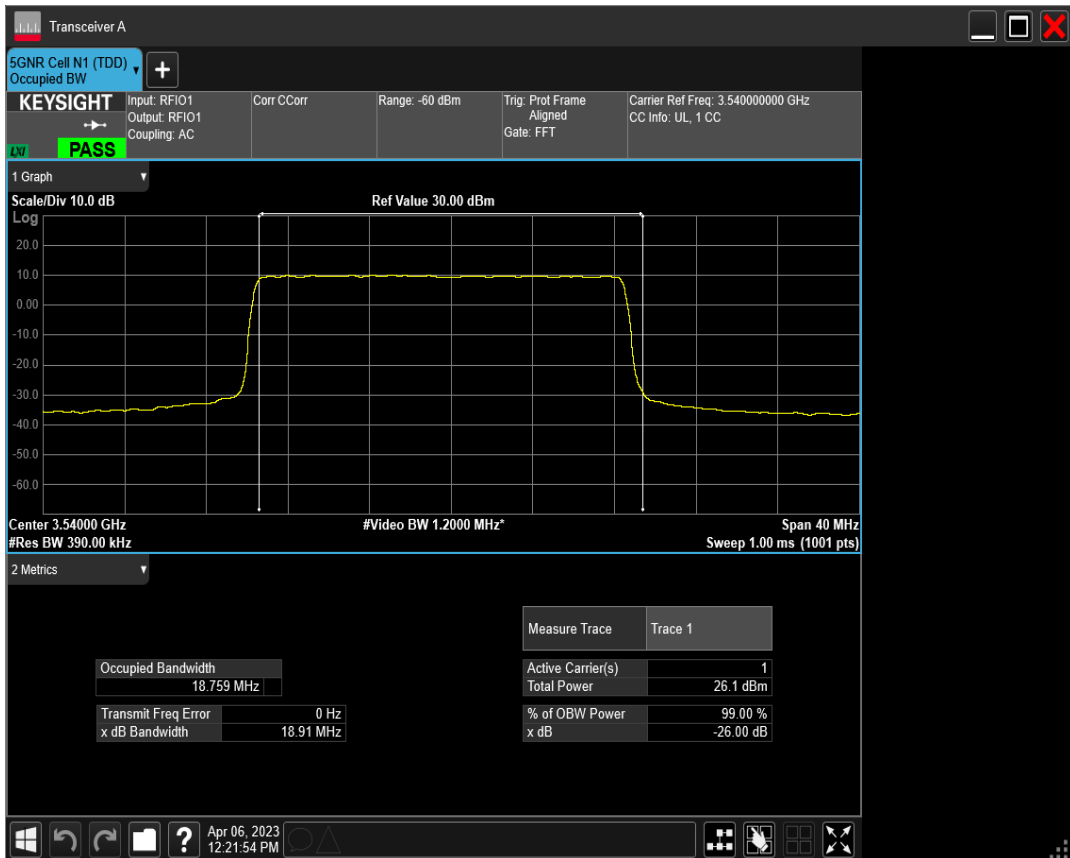 Transceiver A
5GNR Cell N1 (TDD)
Occupied BW
KEYSIGHT
LXI
PASS
Input: RFIO1
Output: RFIO1
Coupling: AC
Corr CCorr
Range: -60 dBm
Trig: Prot Frame
Aligned
Gate: FFT
Carrier Ref Freq: 3.540000000 GHz
CC Info: UL, 1 CC
1 Graph
Scale/Div 10.0 dB
Ref Value 30.00 dBm
Log
20.0
10.0
0.00
-10.0
-20.0
-30.0
-40.0
-50.0
-60.0
Center 3.54000 GHz
#Video BW 1.2000 MHz*
Span 40 MHz
#Res BW 390.00 kHz
Sweep 1.00 ms (1001 pts)
2 Metrics
Measure Trace Trace 1
Occupied Bandwidth
18.759 MHz
Transmit Freq Error 0 Hz
x dB Bandwidth 18.91 MHz
Active Carrier(s) 1
Total Power 26.1 dBm
% of OBW Power 99.00 %
x dB -26.00 dB
?
Apr 06, 2023
12:21:54 PM